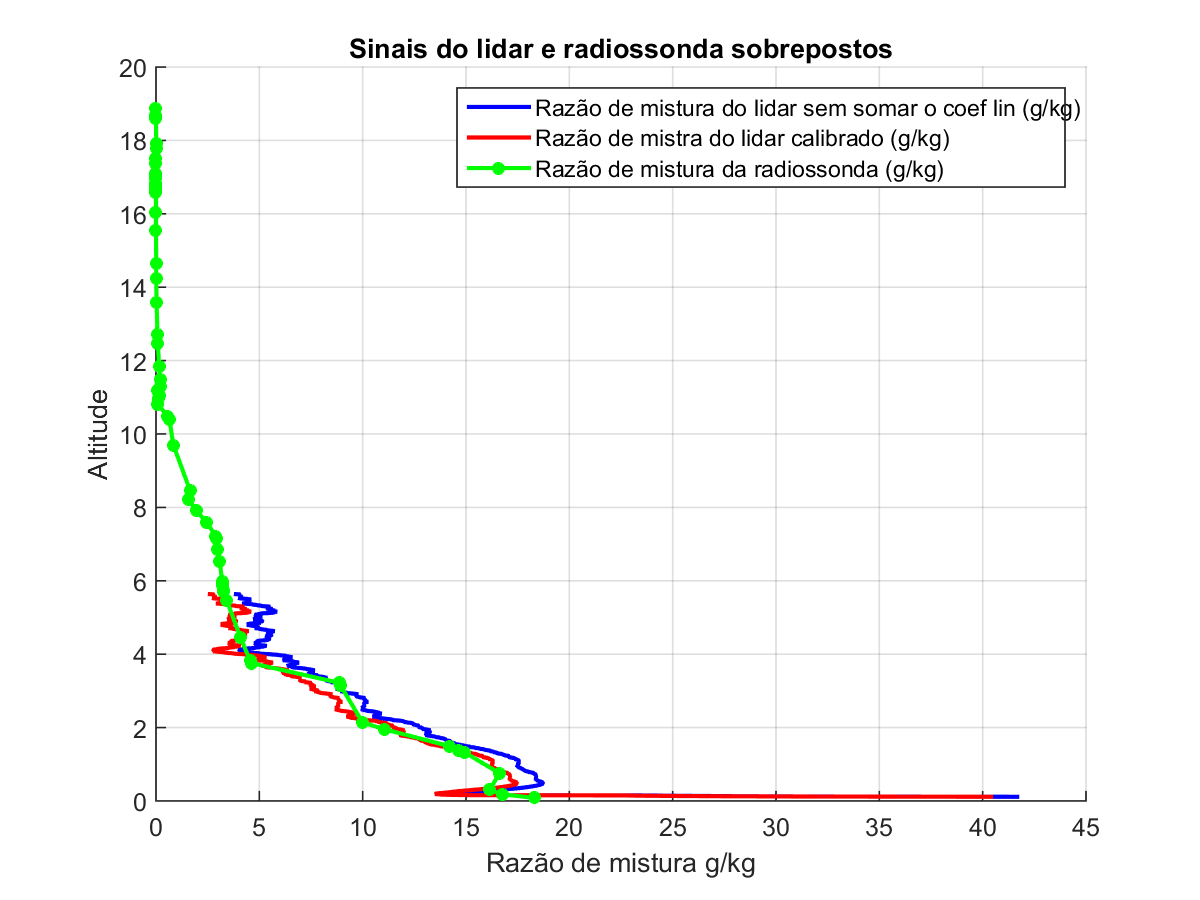 Sinais do lidar e radiossonda sobrepostos
Razão de mistura do lidar sem somar o coef lin (g/kg)
Razão de mistra do lidar calibrado (g/kg)
Razão de mistura da radiossonda (g/kg)
20
18
16
14
12
10
8
6
4
2
0
Altitude
0 5 10 15 20 25 30 35 40 45
Razão de mistura g/kg